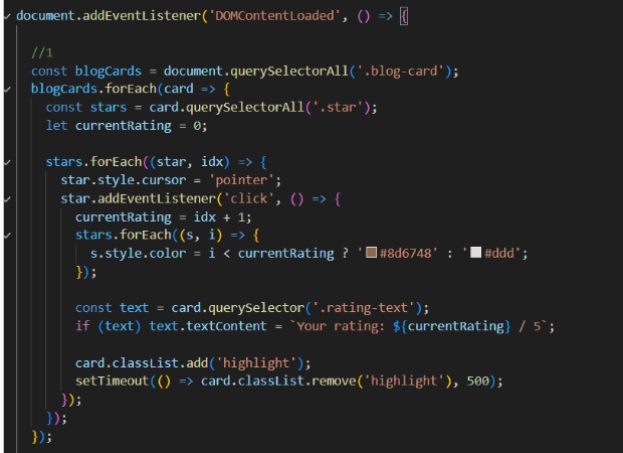 document.addEventListener('DOMContentLoaded', () => {
//1
const blogCards = document.querySelectorAll('.blog-card');
blogCards.forEach(card => {
const stars = card.querySelectorAll('.star');
let currentRating = 0;
stars.forEach((star, idx) => {
star.style.cursor = 'pointer';
star.addEventListener('click', () => {
currentRating = idx + 1;
stars.forEach((s, i) => {
s.style.color = i < currentRating ? '#8d6748' : '#ddd';
});
const text = card.querySelector('.rating-text');
if (text) text.textContent = `Your rating: ${currentRating} / 5`;
card.classList.add('highlight');
setTimeout(() => card.classList.remove('highlight'), 500);
});
});
});